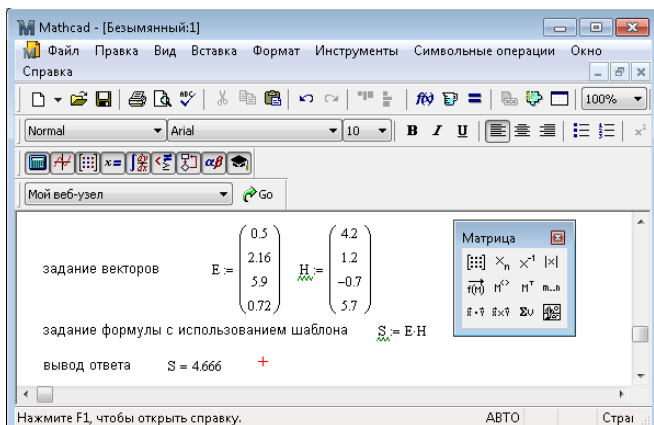 Mathcad - [Безымянный:1]
Файл Правка Вид Вставка Формат Инструменты Символьные операции Окно
Справка
100%
Normal Arial 10 B I U
Мой веб-узел Go
задание векторов E := (0.5 2.16 5.9 0.72) H := (4.2 1.2 −0.7 5.7)
Матрица
задание формулы с использованием шаблона S := E·H
вывод ответа S = 4.666
Нажмите F1, чтобы открыть справку. АВТО Стра